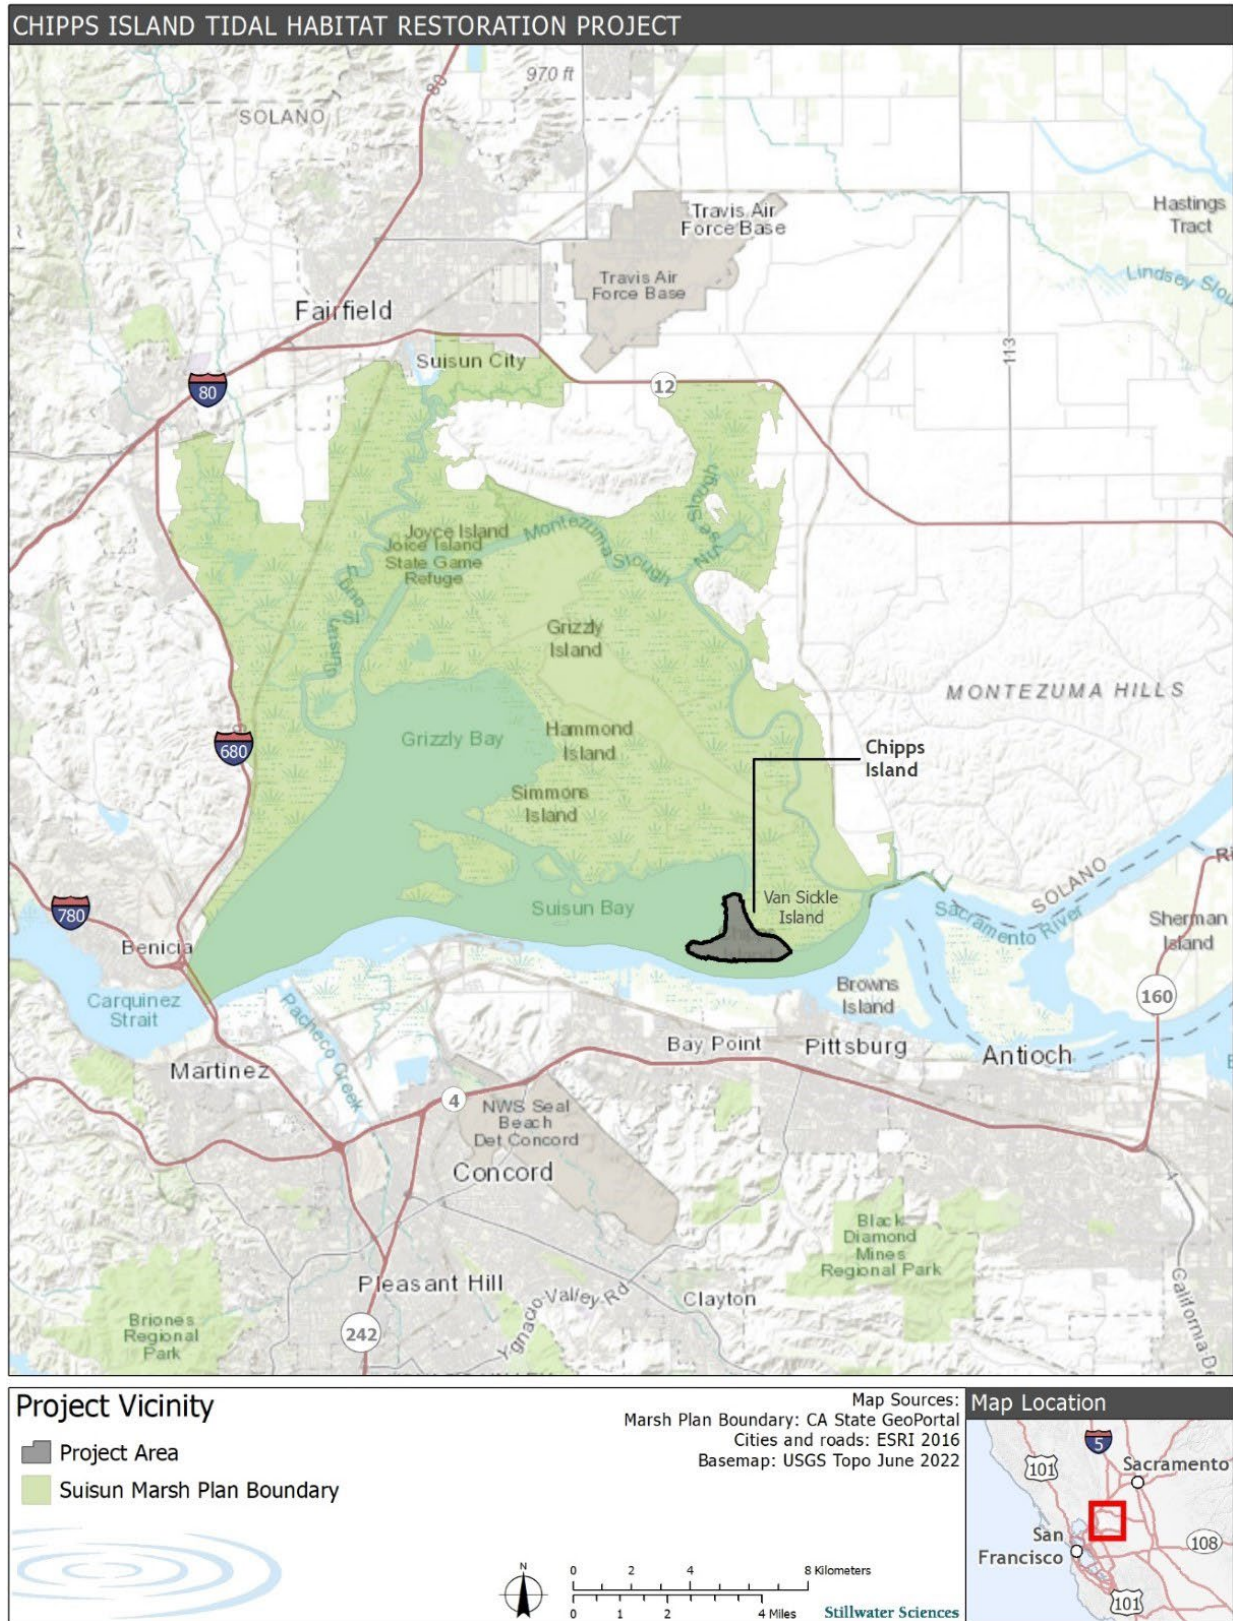 CHIPPS ISLAND TIDAL HABITAT RESTORATION PROJECT
970 ft
80
SOLANO
Travis Air
Force Base
Hastings
Tract
Travis Air
Force Base
Lindsey Slou
Fairfield
113
Suisun City
80
12
Joyce Island
Joice Island
State Game
Refuge
Montezuma Slough
Nurse Slough
Suisun Slough
Grizzly
Island
MONTEZUMA HILLS
Grizzly Bay
Hammond
Island
680
Chipps
Island
Simmons
Island
SOLANO
Ri
780
Van Sickle
Island
Suisun Bay
Sacramento River
Sherman
Island
Benicia
Chipps
Island
Browns
Island
160
Carquinez
Strait
Pacheco Creek
Bay Point
Pittsburg
Antioch
Martinez
4
NWS Seal
Beach
Det Concord
Concord
4
Black
Diamond
Mines
Regional Park
Pleasant Hill
Ygnacio Valley Rd
Clayton
California D
Briones
Regional
Park
242
Project Vicinity
Project Area
Suisun Marsh Plan Boundary
Map Sources:
Marsh Plan Boundary: CA State GeoPortal
Cities and roads: ESRI 2016
Basemap: USGS Topo June 2022
N
0 2 4 8 Kilometers
0 1 2 4 Miles
Stillwater Sciences
Map Location
5
101
Sacramento
San
Francisco
108
101